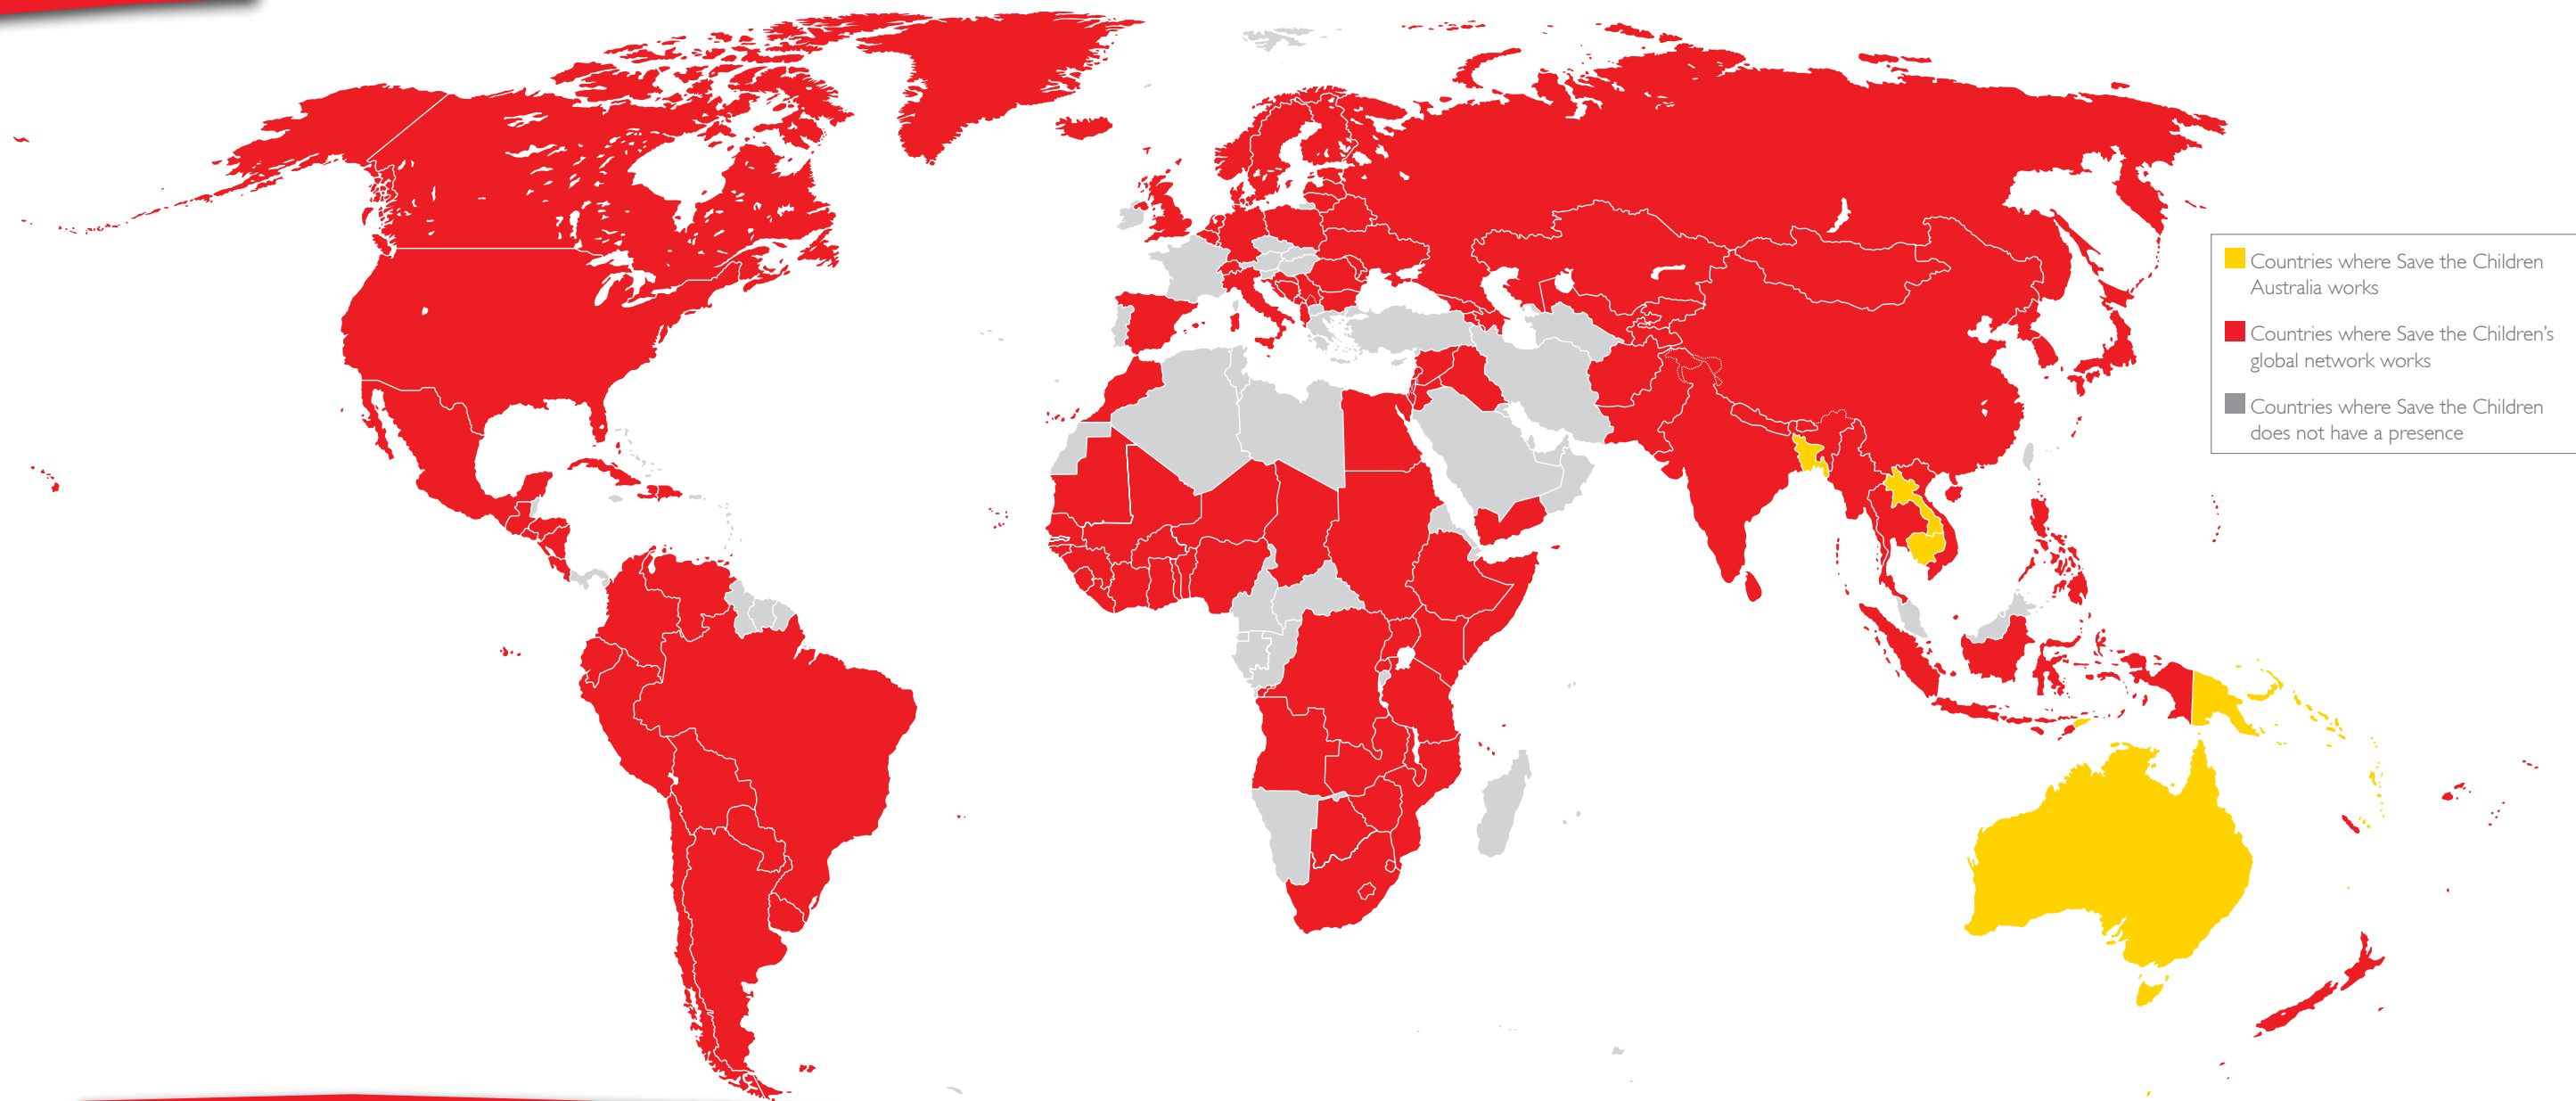 Countries where Save the Children
Australia works
Countries where Save the Children’s
global network works
Countries where Save the Children
does not have a presence